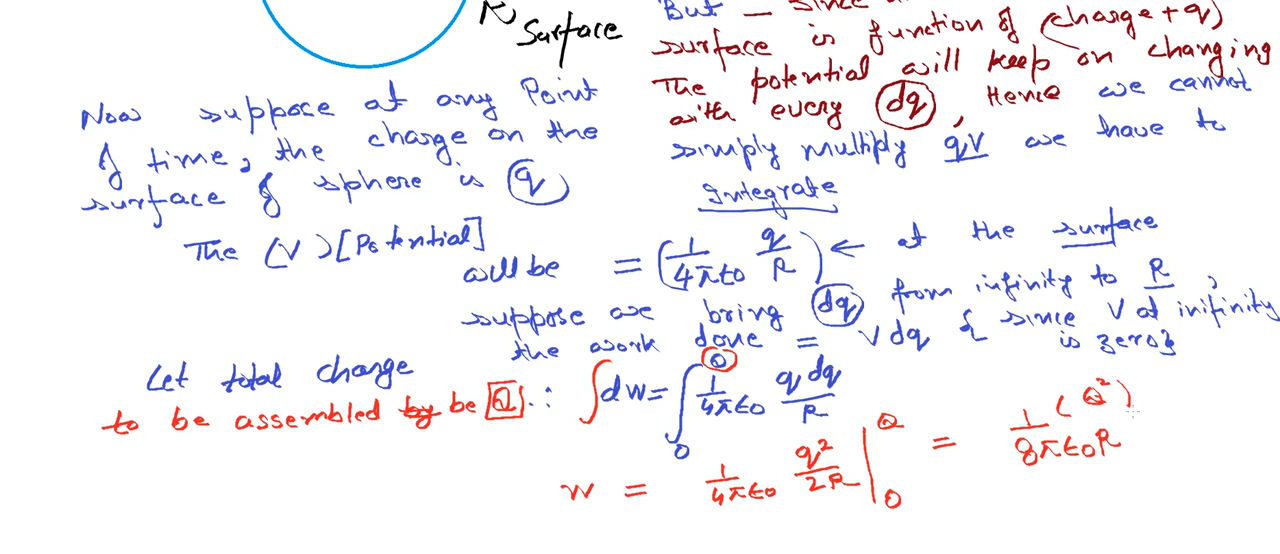 R
Surface
But — since
surface is function of (charge + q)
The potential will keep on changing
with every dq, Hence we cannot
simply multiply qV we have to
Integrate
Now suppose at any Point
of time, the charge on the
surface of sphere is q
The (V) [Potential]
will be = (1/4πϵ0 q/R) ← at the surface
suppose we bring dq from infinity to R,
the work done = V dq { since V at inifinity
is zero}
Let total charge
to be assembled by be Q ∴ ∫dw = ∫₀^Q 1/4πϵ0 q dq/R
W = 1/4πϵ0 q²/2R |₀^Q = 1/8πϵ0R (Q²)